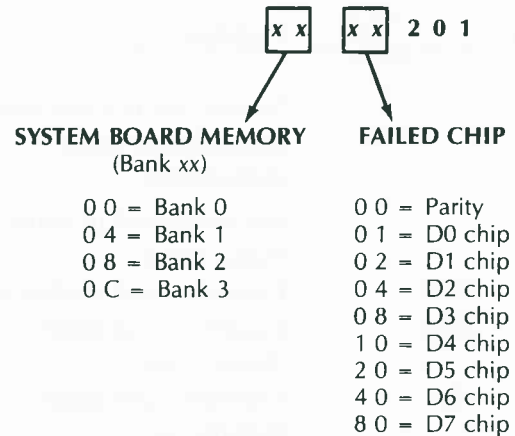 x x x x 2 0 1
SYSTEM BOARD MEMORY
(Bank xx)
0 0 = Bank 0
0 4 = Bank 1
0 8 = Bank 2
0 C = Bank 3
FAILED CHIP
0 0 = Parity
0 1 = D0 chip
0 2 = D1 chip
0 4 = D2 chip
0 8 = D3 chip
1 0 = D4 chip
2 0 = D5 chip
4 0 = D6 chip
8 0 = D7 chip